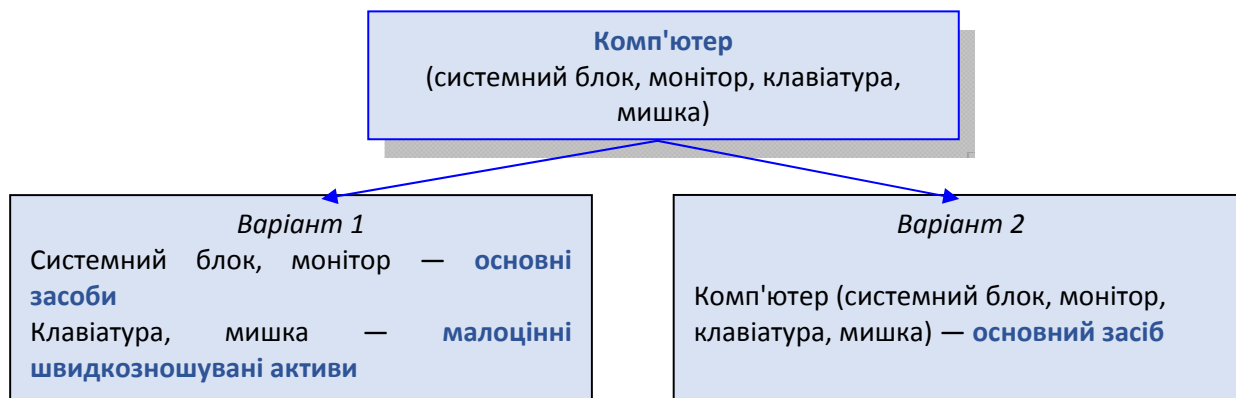 Комп'ютер
(системний блок, монітор, клавіатура,
мишка)
Варіант 1
Системний блок, монітор — основні
засоби
Клавіатура, мишка — малоцінні
швидкозношувані активи
Варіант 2
Комп'ютер (системний блок, монітор,
клавіатура, мишка) — основний засіб